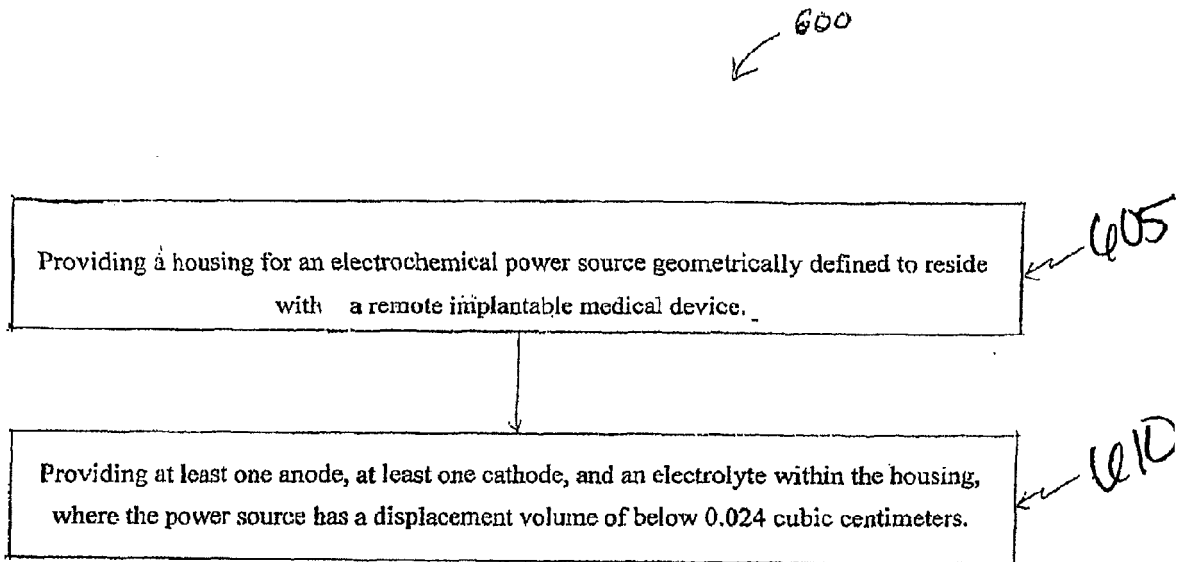 600
Providing a housing for an electrochemical power source geometrically defined to reside
with a remote implantable medical device.
605
Providing at least one anode, at least one cathode, and an electrolyte within the housing,
where the power source has a displacement volume of below 0.024 cubic centimeters.
610